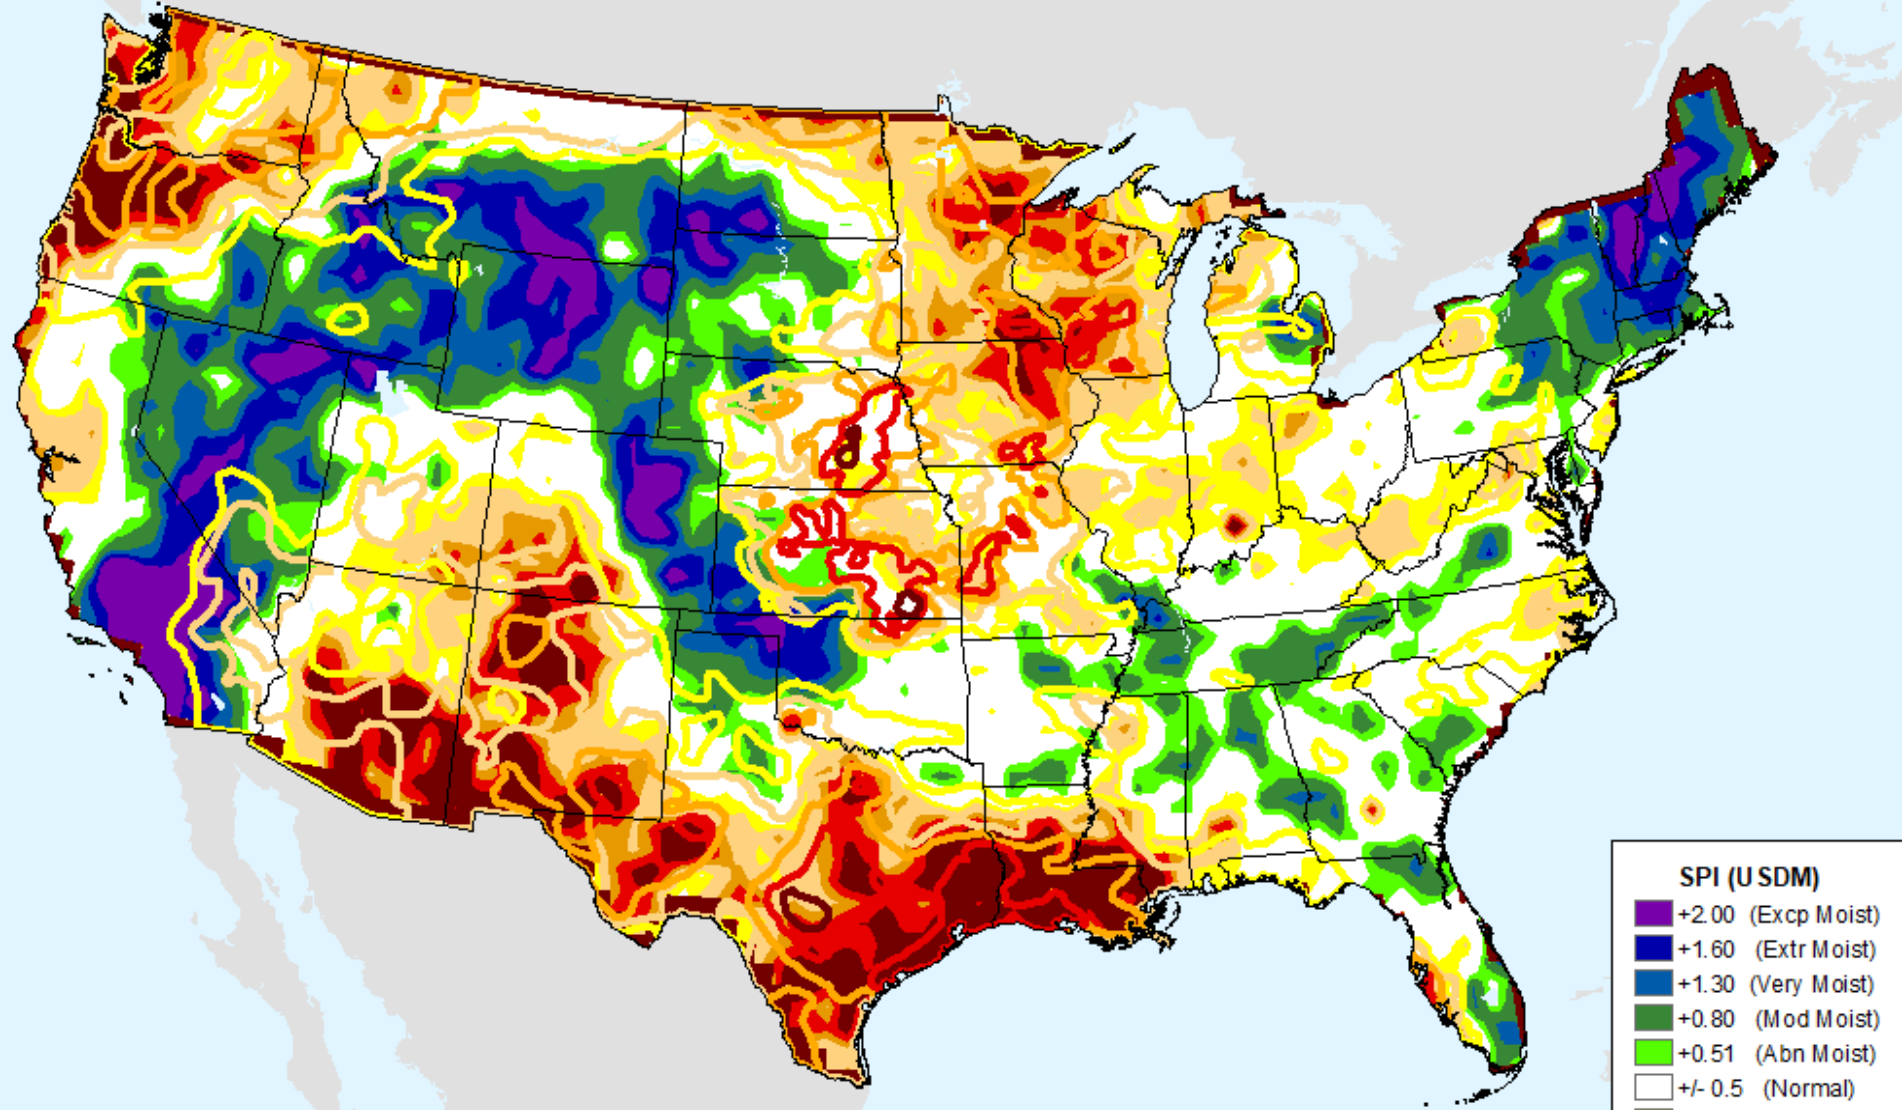 SPI (USDM)
+2.00 (Excp Moist)
+1.60 (Extr Moist)
+1.30 (Very Moist)
+0.80 (Mod Moist)
+0.51 (Abn Moist)
+/- 0.5 (Normal)